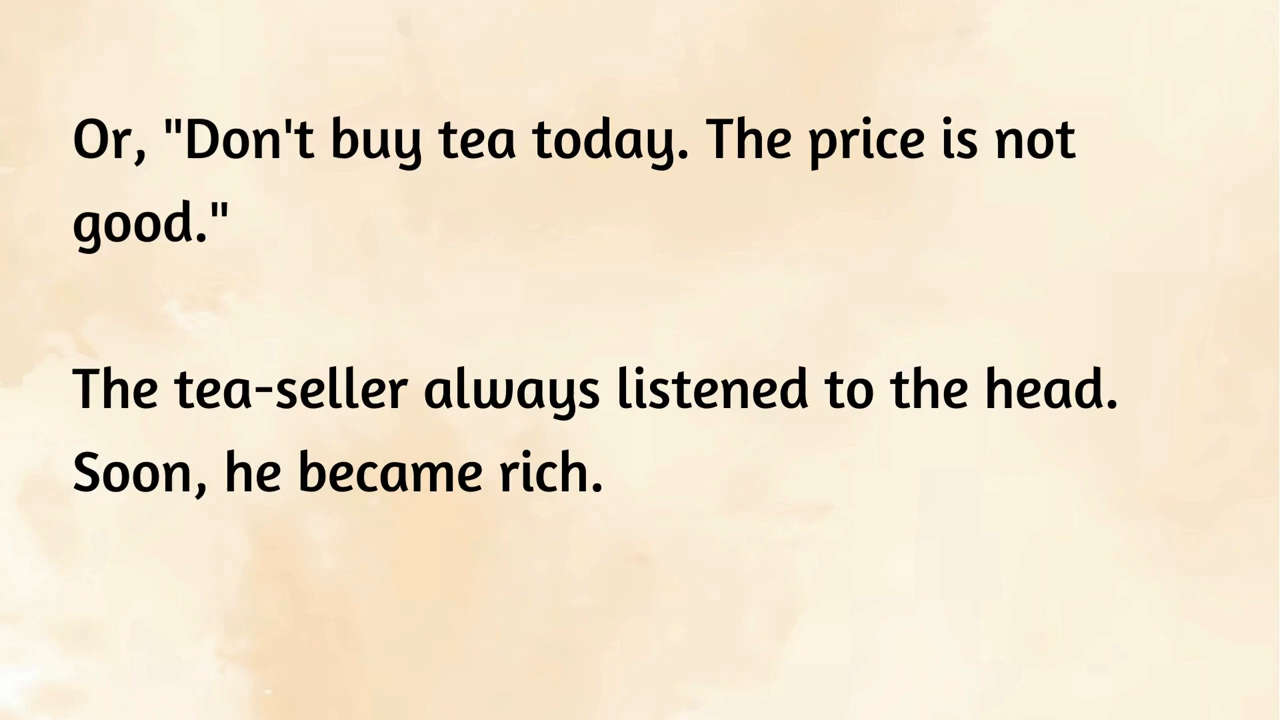 Or, "Don't buy tea today. The price is not
good."
The tea-seller always listened to the head.
Soon, he became rich.